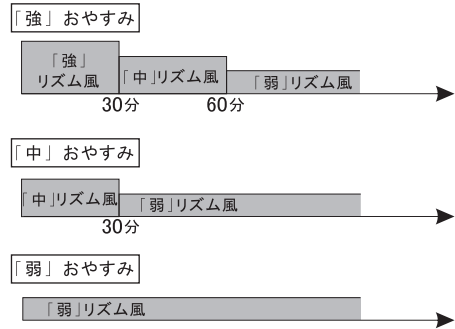 「強」おやすみ
「強」
リズム風
「中」リズム風
「弱」リズム風
30分
60分
「中」おやすみ
「中」リズム風
「弱」リズム風
30分
「弱」おやすみ
「弱」リズム風